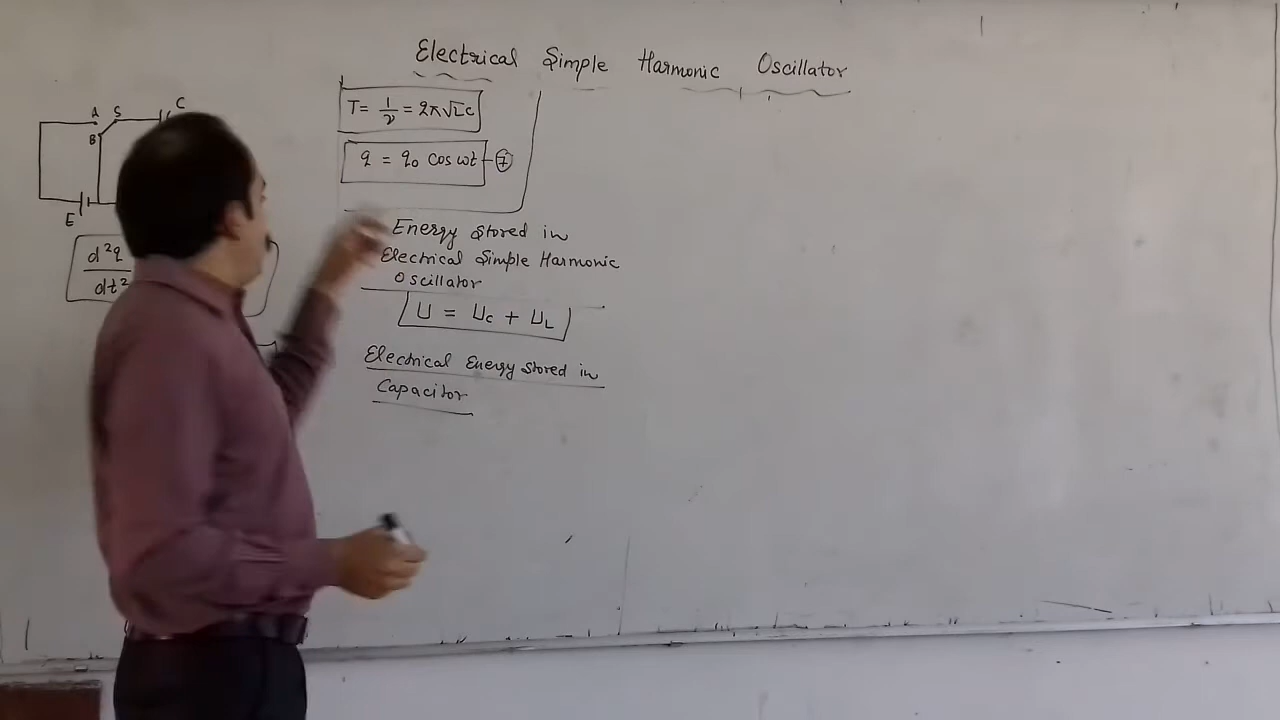 Electrical Simple Harmonic Oscillator
A S C
B
E
d²q
dt²
T = 1/ν = 2π√LC
q = q₀ cos ωt - ⑦
Energy stored in
Electrical Simple Harmonic
Oscillator
U = U_C + U_L
Electrical Energy stored in
Capacitor